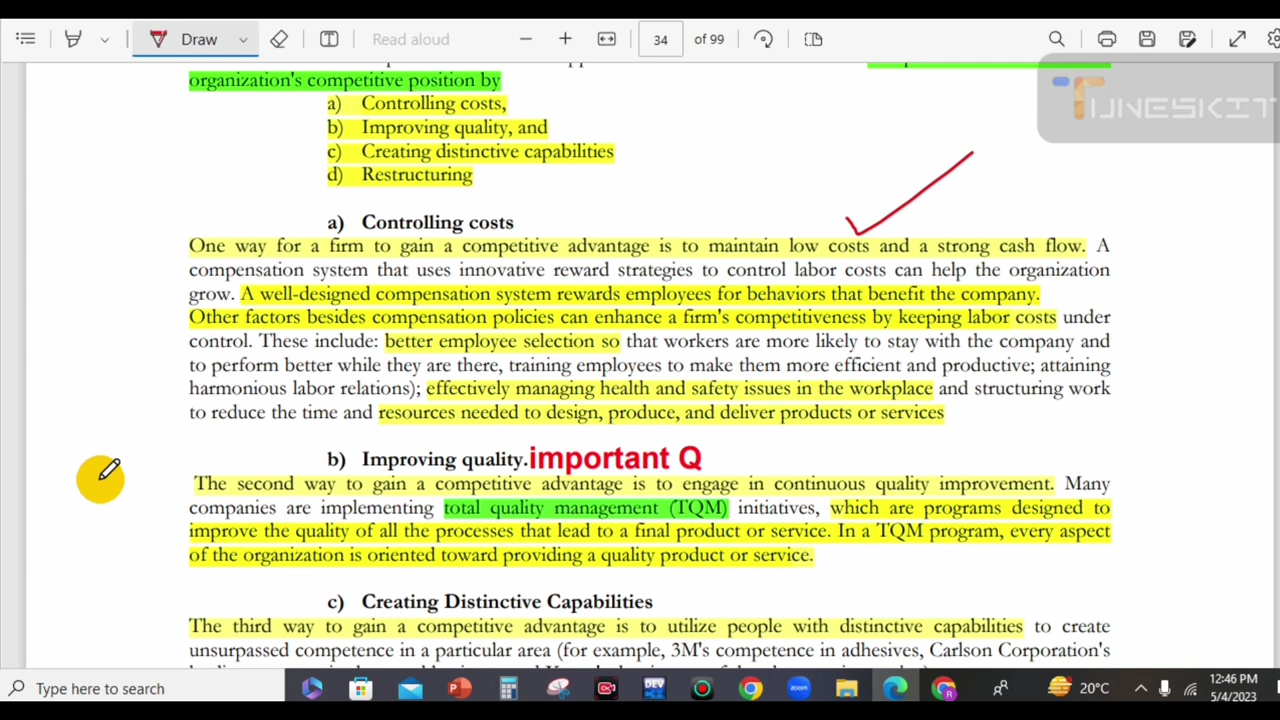 Draw
Read aloud
34
of 99
organization's competitive position by
a) Controlling costs,
b) Improving quality, and
c) Creating distinctive capabilities
d) Restructuring
TUNESKIT
a) Controlling costs
One way for a firm to gain a competitive advantage is to maintain low costs and a strong cash flow. A
compensation system that uses innovative reward strategies to control labor costs can help the organization
grow. A well-designed compensation system rewards employees for behaviors that benefit the company.
Other factors besides compensation policies can enhance a firm's competitiveness by keeping labor costs under
control. These include: better employee selection so that workers are more likely to stay with the company and
to perform better while they are there, training employees to make them more efficient and productive; attaining
harmonious labor relations); effectively managing health and safety issues in the workplace and structuring work
to reduce the time and resources needed to design, produce, and deliver products or services
b) Improving quality.important Q
The second way to gain a competitive advantage is to engage in continuous quality improvement. Many
companies are implementing total quality management (TQM) initiatives, which are programs designed to
improve the quality of all the processes that lead to a final product or service. In a TQM program, every aspect
of the organization is oriented toward providing a quality product or service.
c) Creating Distinctive Capabilities
The third way to gain a competitive advantage is to utilize people with distinctive capabilities to create
unsurpassed competence in a particular area (for example, 3M's competence in adhesives, Carlson Corporation's
Type here to search
DEV
zoom
R
20°C
12:46 PM
5/4/2023